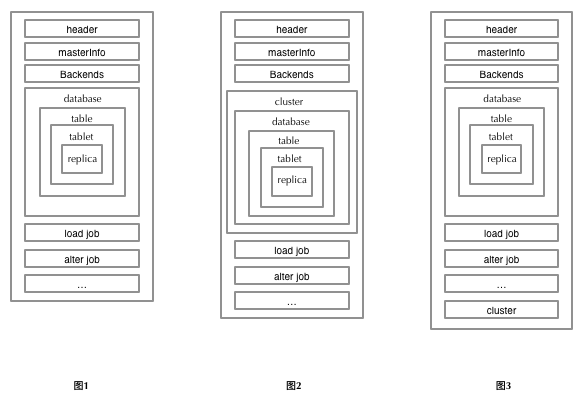 header
masterInfo
Backends
database
table
tablet
replica
load job
alter job
...
图1
header
masterInfo
Backends
cluster
database
table
tablet
replica
load job
alter job
...
图2
header
masterInfo
Backends
database
table
tablet
replica
load job
alter job
...
cluster
图3